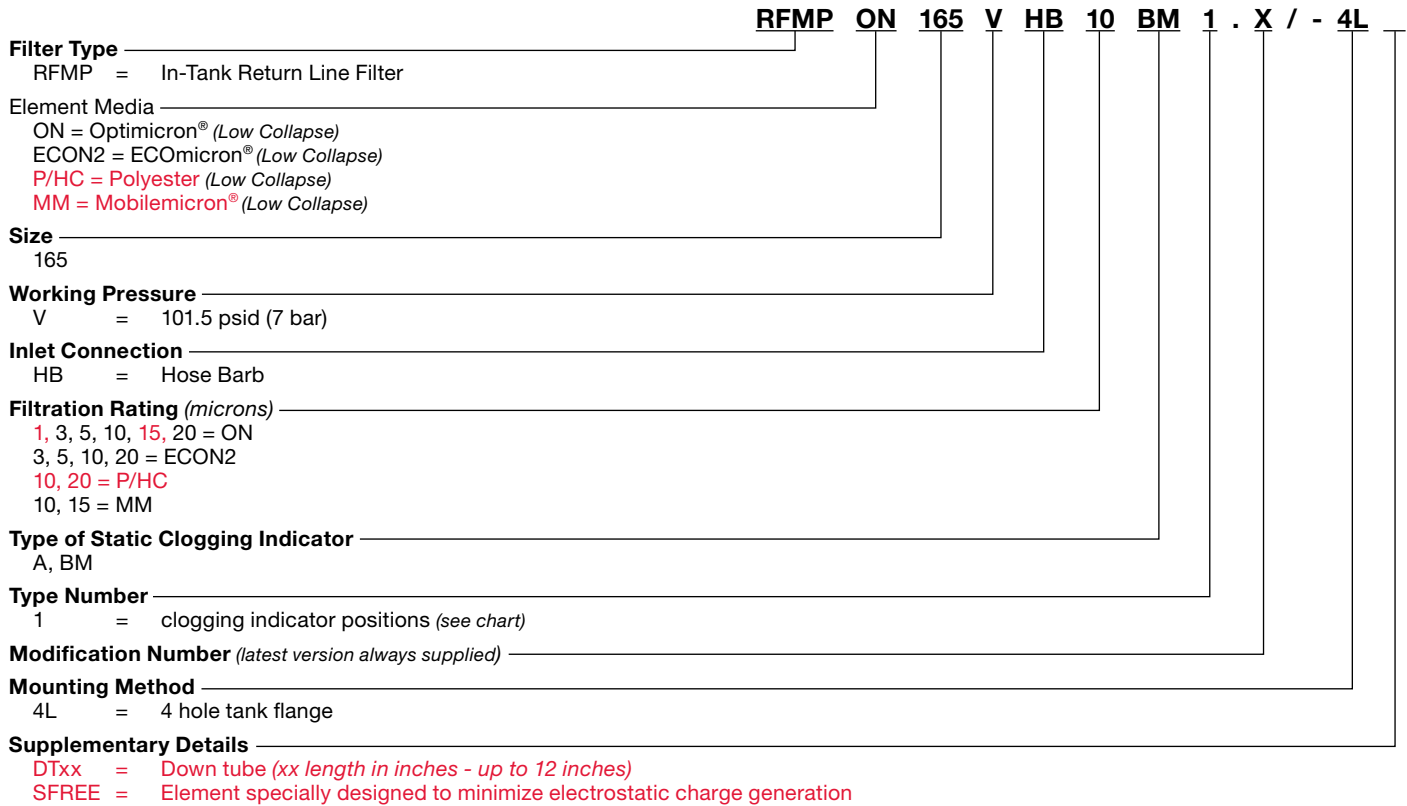 RFMP ON 165 V HB 10 BM 1 . X / - 4L
Filter Type
RFMP = In-Tank Return Line Filter
Element Media
ON = Optimicron® (Low Collapse)
ECON2 = ECOmicron® (Low Collapse)
P/HC = Polyester (Low Collapse)
MM = Mobilemicron® (Low Collapse)
Size
165
Working Pressure
V = 101.5 psid (7 bar)
Inlet Connection
HB = Hose Barb
Filtration Rating (microns)
1, 3, 5, 10, 15, 20 = ON
3, 5, 10, 20 = ECON2
10, 20 = P/HC
10, 15 = MM
Type of Static Clogging Indicator
A, BM
Type Number
1 = clogging indicator positions (see chart)
Modification Number (latest version always supplied)
Mounting Method
4L = 4 hole tank flange
Supplementary Details
DTxx = Down tube (xx length in inches - up to 12 inches)
SFREE = Element specially designed to minimize electrostatic charge generation